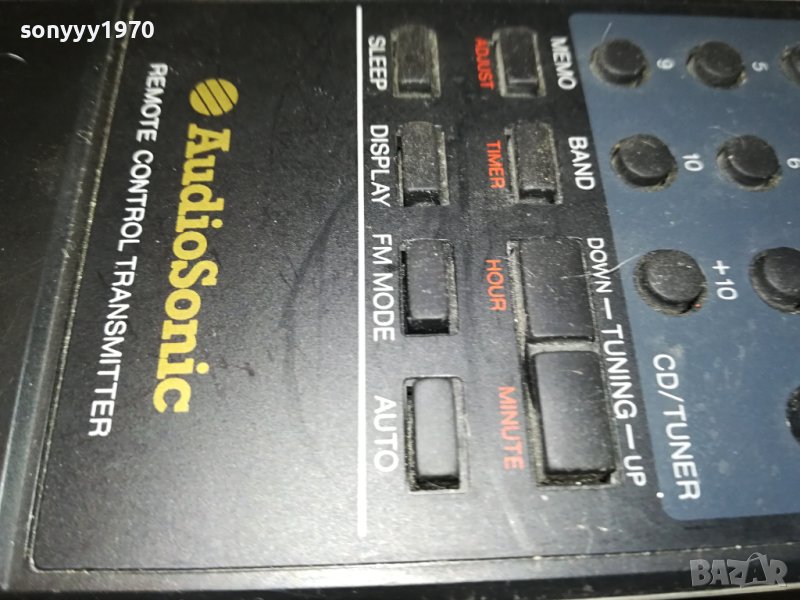 sonyyy1970
MEMO
ADJUST
SLEEP
BAND
TIMER
DISPLAY
DOWN — TUNING — UP
HOUR
MINUTE
FM MODE
AUTO
9
5
10
6
+10
CD/TUNER
AudioSonic
REMOTE CONTROL TRANSMITTER
BAZAR